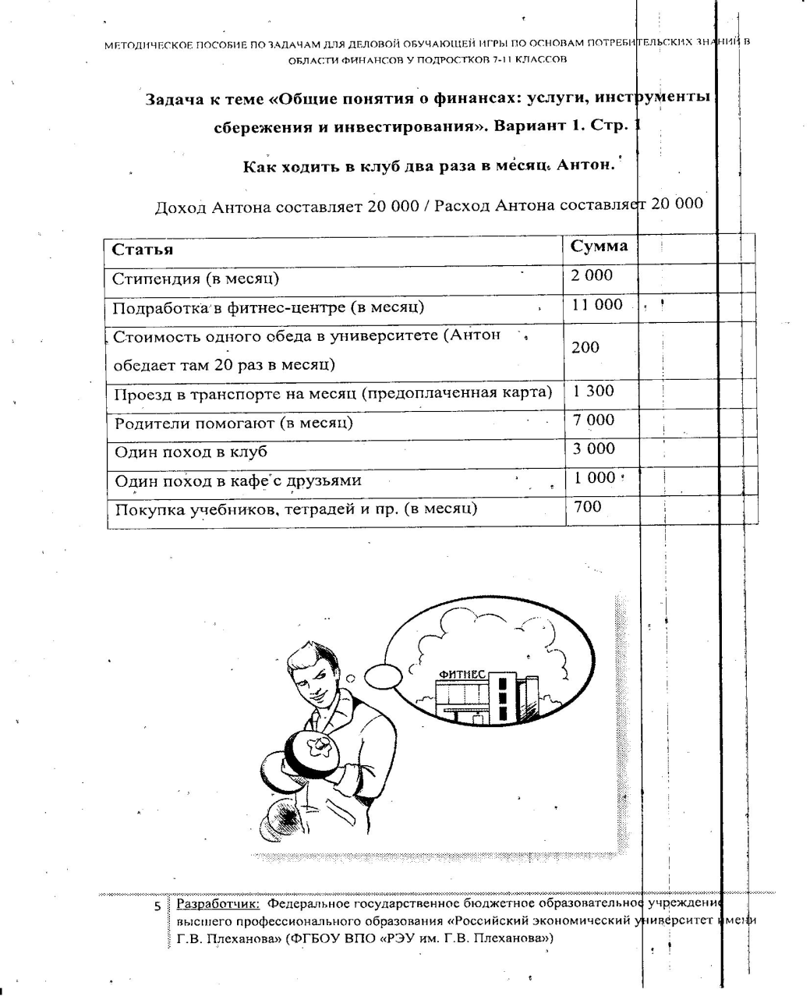 МЕТОДИЧЕСКОЕ ПОСОБИЕ ПО ЗАДАЧАМ ДЛЯ ДЕЛОВОЙ ОБУЧАЮЩЕЙ ИГРЫ ПО ОСНОВАМ ПОТРЕБИТЕЛЬСКИХ ЗНАНИЙ В
ОБЛАСТИ ФИНАНСОВ У ПОДРОСТКОВ 7-11 КЛАССОВ
Задача к теме «Общие понятия о финансах: услуги, инструменты
сбережения и инвестирования». Вариант 1. Стр. 1
Как ходить в клуб два раза в месяц. Антон.
Доход Антона составляет 20 000 / Расход Антона составляет 20 000
Статья Сумма
Стипендия (в месяц) 2 000
Подработка в фитнес-центре (в месяц) 11 000
Стоимость одного обеда в университете (Антон
обедает там 20 раз в месяц) 200
Проезд в транспорте на месяц (предоплаченная карта) 1 300
Родители помогают (в месяц) 7 000
Один поход в клуб 3 000
Один поход в кафе с друзьями 1 000
Покупка учебников, тетрадей и пр. (в месяц) 700
ФИТНЕС
5 Разработчик: Федеральное государственное бюджетное образовательное учреждение
высшего профессионального образования «Российский экономический университет имени
Г.В. Плеханова» (ФГБОУ ВПО «РЭУ им. Г.В. Плеханова»)